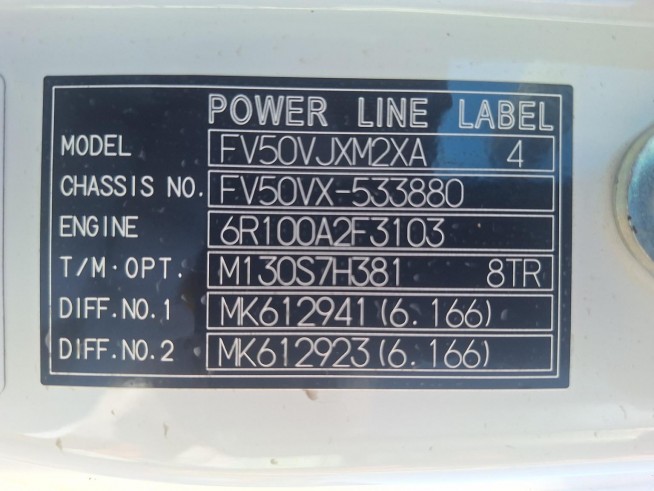 POWER LINE LABEL
MODEL FV50VJXM2XA 4
CHASSIS NO. FV50VX-533880
ENGINE 6R100A2F3103
T/M·OPT. M130S7H381 8TR
DIFF.NO.1 MK612941(6.166)
DIFF.NO.2 MK612923(6.166)